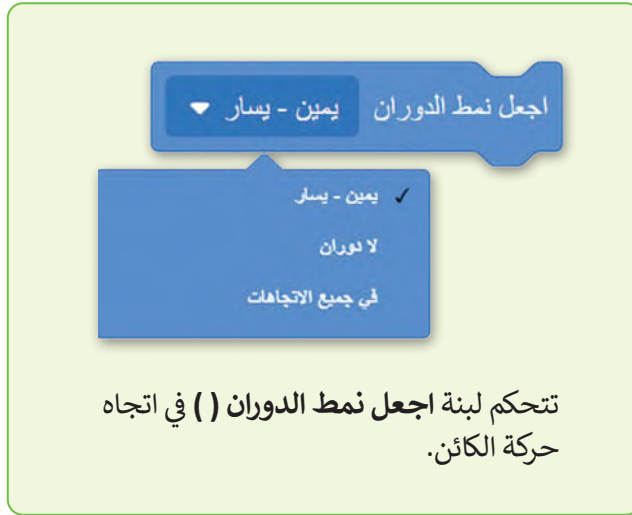 اجعل نمط الدوران يمين - يسار
يمين - يسار
لا دوران
في جميع الاتجاهات
تتحكم لبنة اجعل نمط الدوران ( ) في اتجاه
حركة الكائن.